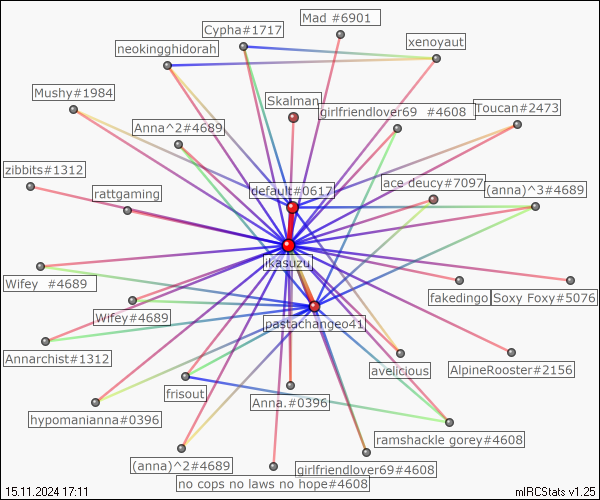 Mad #6901
Cypha#1717
xenoyaut
neokingghidorah
Mushy#1984
Skalman
girlfriendlover69 #4608
Toucan#2473
Anna^2#4689
zibbits#1312
rattgaming
default#0617
ace deucy#7097
(anna)^3#4689
ikasuzu
Wifey #4689
fakedingo
Soxy Foxy#5076
Wifey#4689
pastachangeo41
Annarchist#1312
avelicious
AlpineRooster#2156
frisout
Anna.#0396
hypomanianna#0396
ramshackle gorey#4608
(anna)^2#4689
girlfriendlover69#4608
no cops no laws no hope#4608
15.11.2024 17:11
mIRCStats v1.25